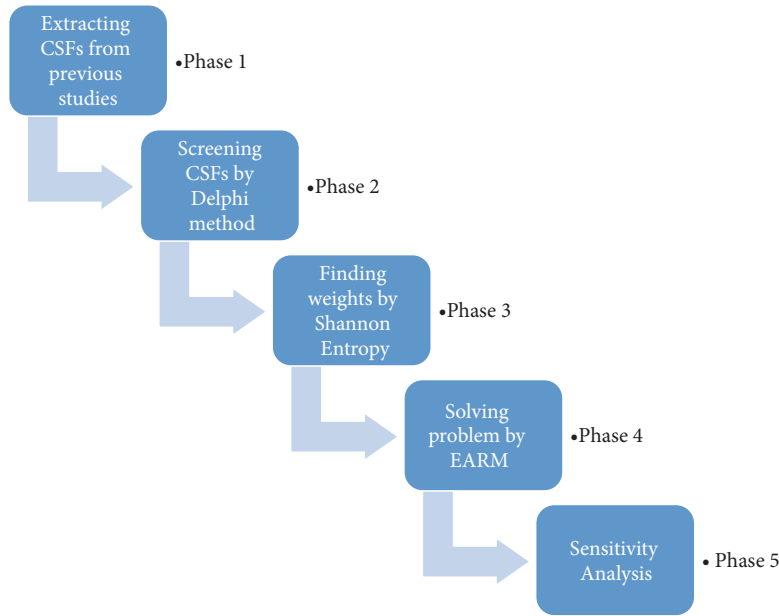 Extracting
CSFs from
previous
studies
•Phase 1
Screening
CSFs by
Delphi
method
•Phase 2
Finding
weights by
Shannon
Entropy
•Phase 3
Solving
problem by
EARM
•Phase 4
Sensitivity
Analysis
• Phase 5